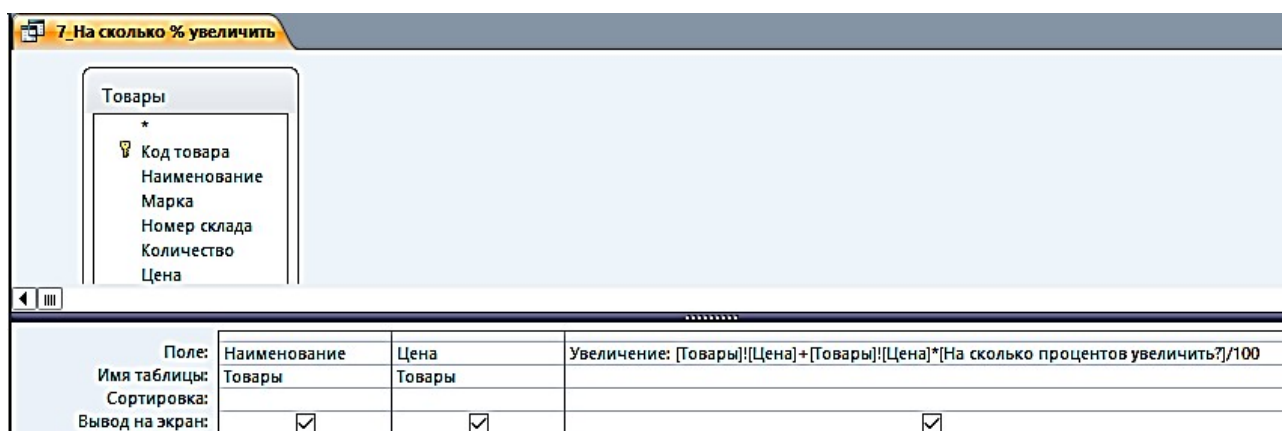 7_На сколько % увеличить
Товары
*
Код товара
Наименование
Марка
Номер склада
Количество
Цена
Поле: Наименование Цена Увеличение: [Товары]![Цена]+[Товары]![Цена]*[На сколько процентов увеличить?]/100
Имя таблицы: Товары Товары
Сортировка:
Вывод на экран: